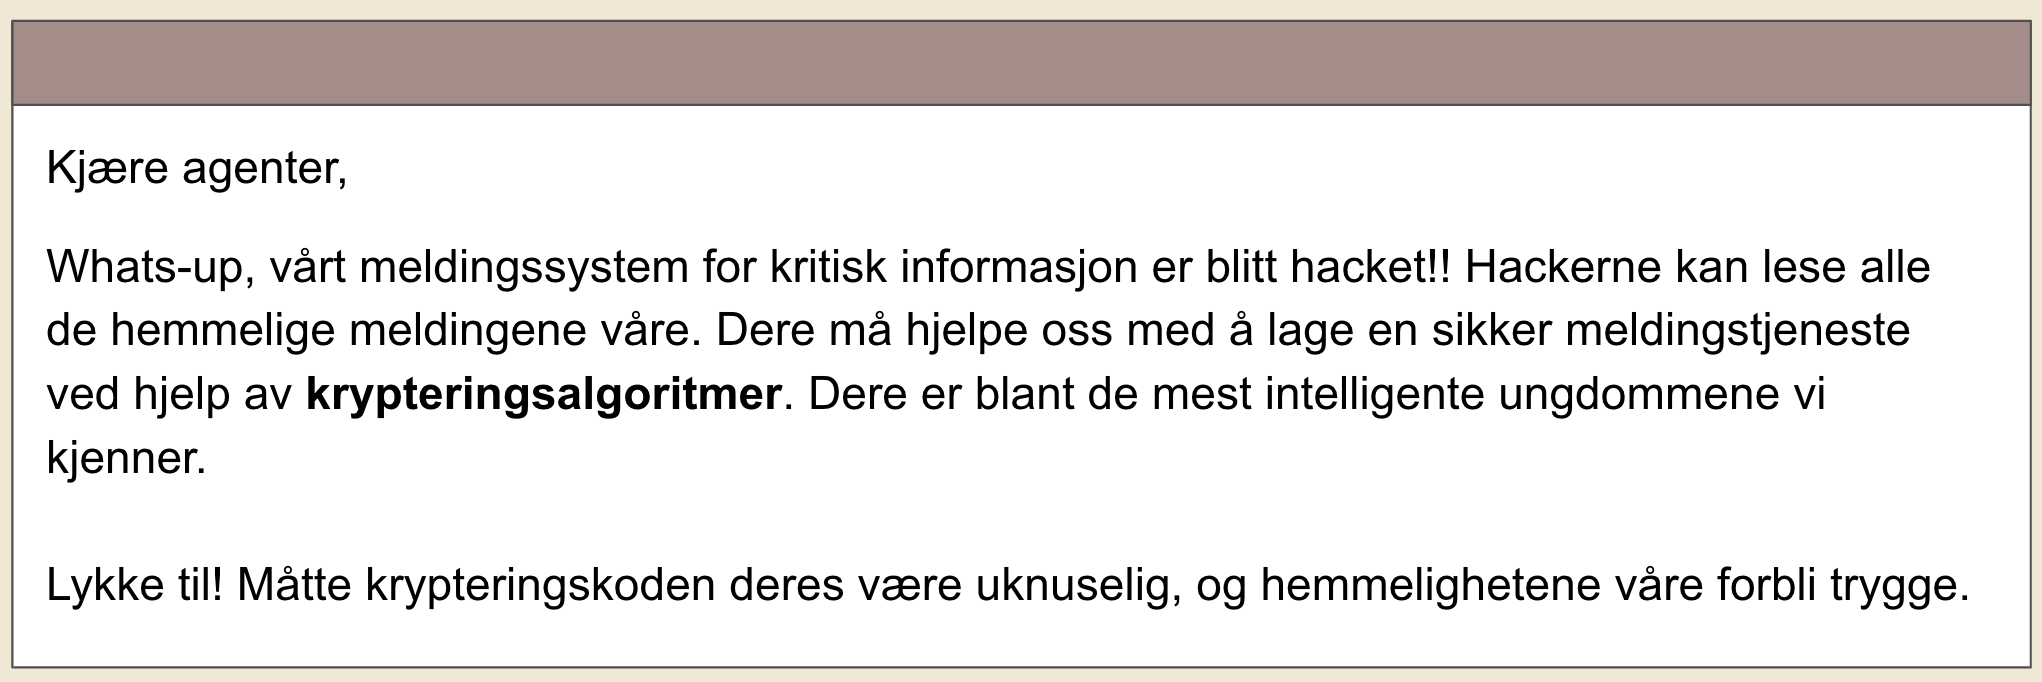 Kjære agenter,
Whats-up, vårt meldingssystem for kritisk informasjon er blitt hacket!! Hackerne kan lese alle
de hemmelige meldingene våre. Dere må hjelpe oss med å lage en sikker meldingstjeneste
ved hjelp av krypteringsalgoritmer. Dere er blant de mest intelligente ungdommene vi
kjenner.
Lykke til! Måtte krypteringskoden deres være uknuselig, og hemmelighetene våre forbli trygge.